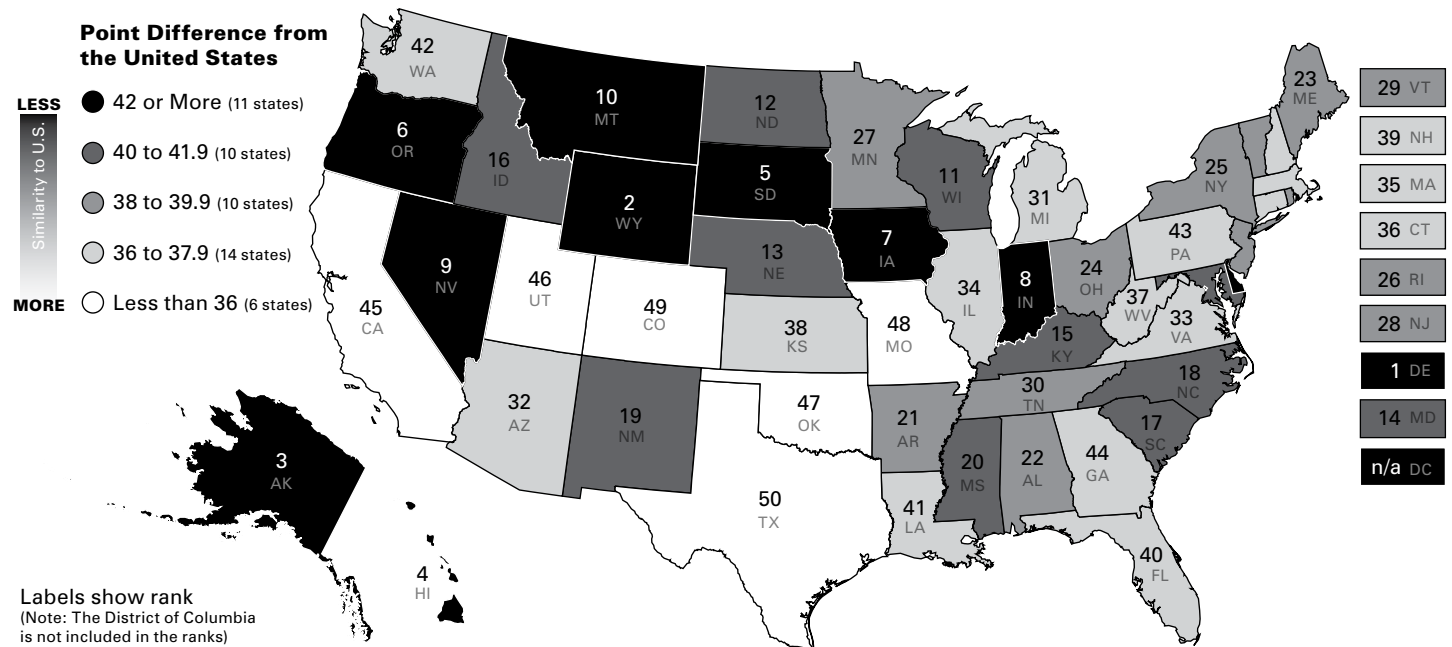 Point Difference from
the United States
LESS
Similarity to U.S.
MORE
42 or More (11 states)
40 to 41.9 (10 states)
38 to 39.9 (10 states)
36 to 37.9 (14 states)
Less than 36 (6 states)
42
WA
6
OR
45
CA
9
NV
16
ID
10
MT
2
WY
46
UT
49
CO
32
AZ
19
NM
12
ND
5
SD
13
NE
38
KS
47
OK
50
TX
27
MN
7
IA
48
MO
21
AR
41
LA
11
WI
34
IL
31
MI
8
IN
24
OH
15
KY
30
TN
20
MS
22
AL
44
GA
40
FL
17
SC
18
NC
33
VA
37
WV
43
PA
25
NY
23
ME
29 VT
39 NH
35 MA
36 CT
26 RI
28 NJ
1 DE
14 MD
n/a DC
3
AK
4
HI
Labels show rank
(Note: The District of Columbia
is not included in the ranks)